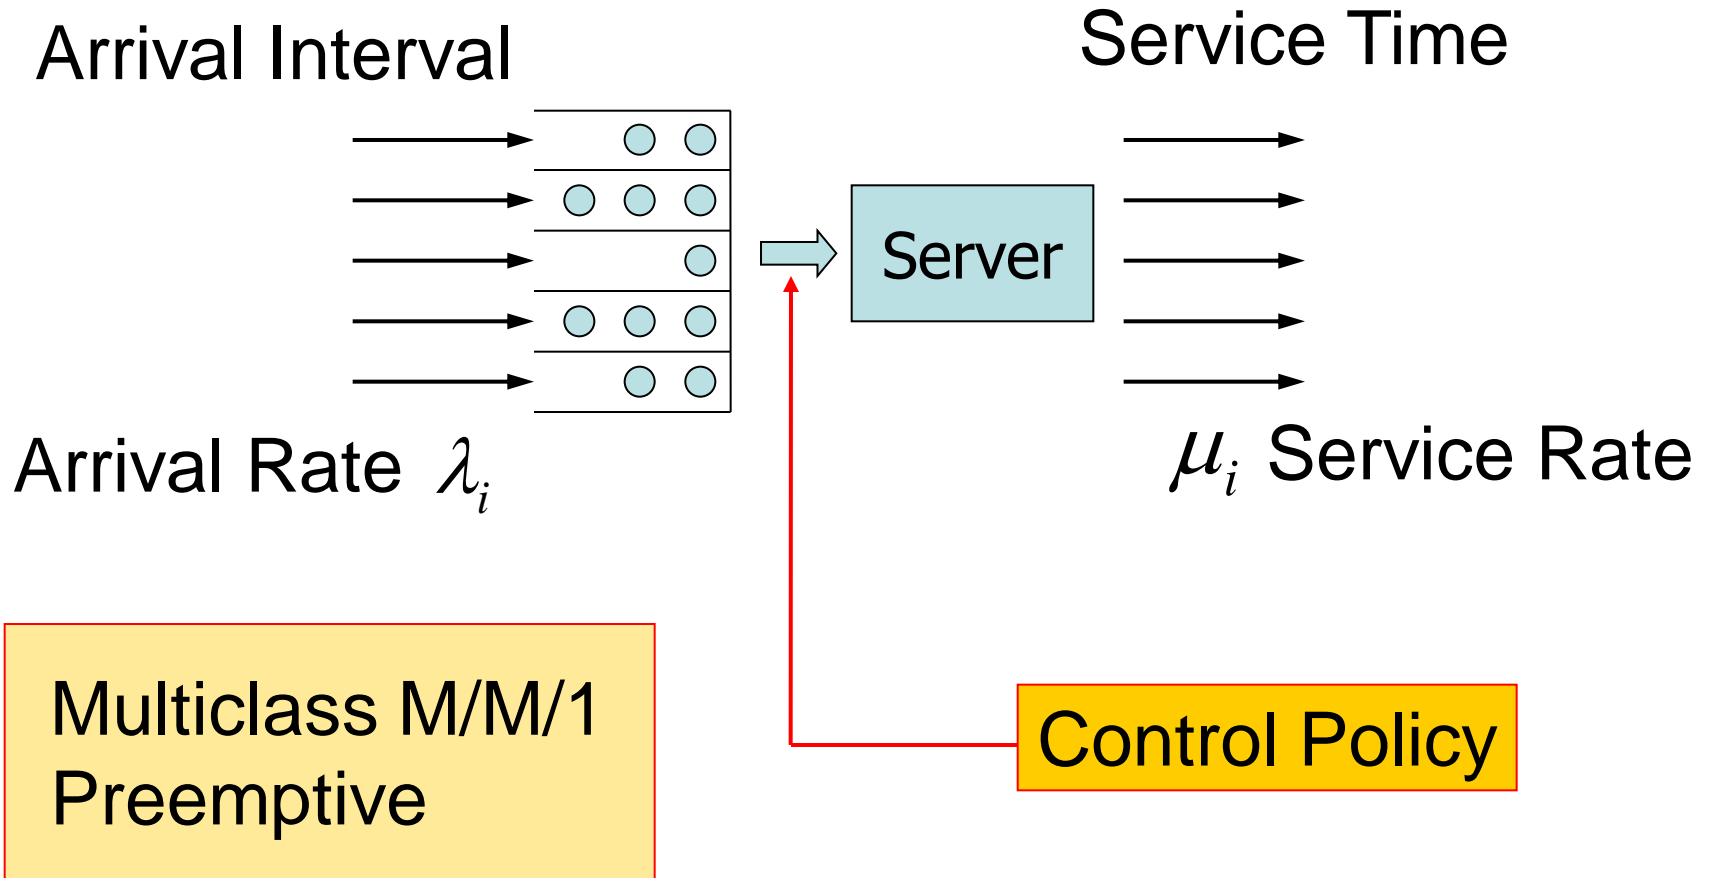 Arrival Interval
Service Time
Server
Arrival Rate λᵢ
μᵢ Service Rate
Multiclass M/M/1
Preemptive
Control Policy